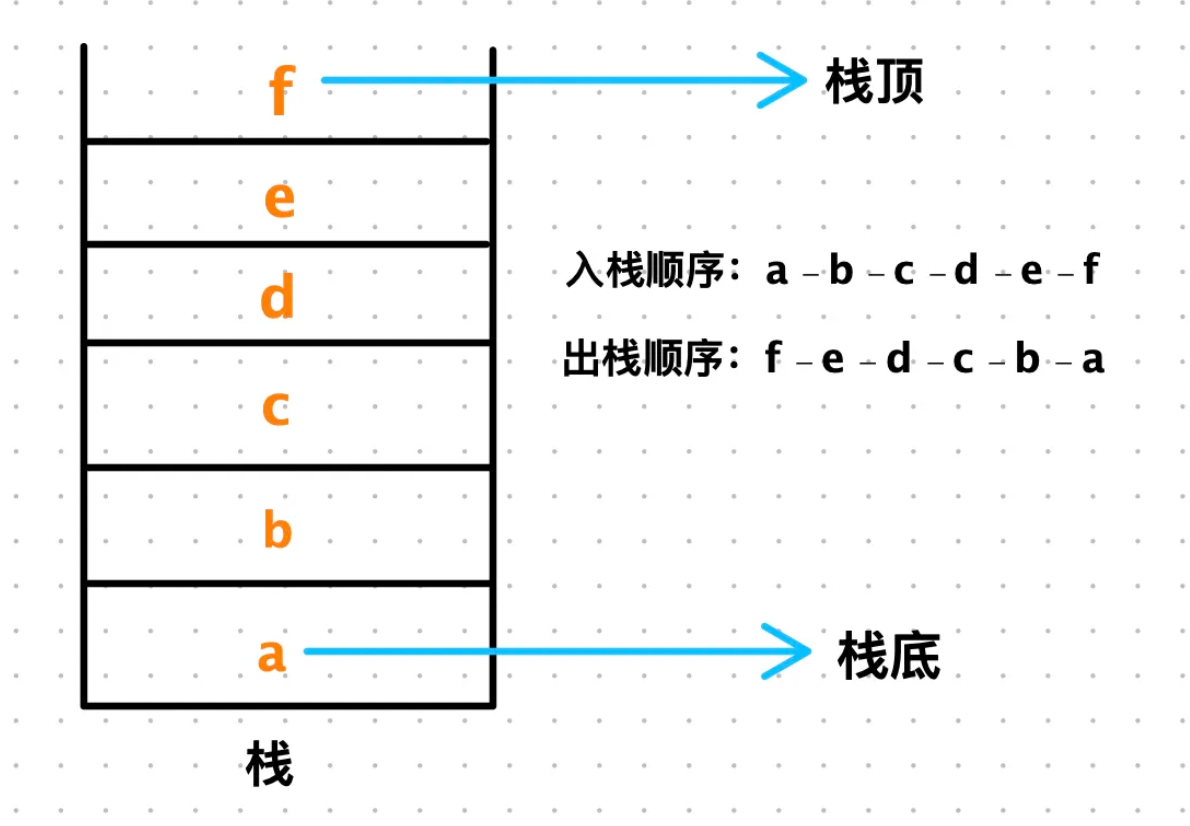 f
栈顶
e
d
入栈顺序：a – b – c – d – e – f
出栈顺序：f – e – d – c – b – a
c
b
a
栈底
栈